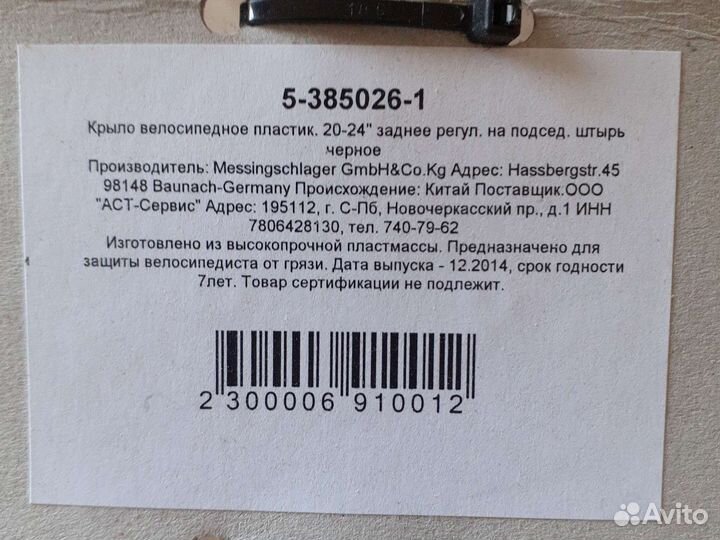 5-385026-1
Крыло велосипедное пластик. 20-24" заднее регул. на подсед. штырь
черное
Производитель: Messingschlager GmbH&Co.Kg Адрес: Hassbergstr.45
98148 Baunach-Germany Происхождение: Китай Поставщик.ООО
"АСТ-Сервис" Адрес: 195112, г. С-Пб, Новочеркасский пр., д.1 ИНН
7806428130, тел. 740-79-62
Изготовлено из высокопрочной пластмассы. Предназначено для
защиты велосипедиста от грязи. Дата выпуска - 12.2014, срок годности
7лет. Товар сертификации не подлежит.
2 300006 910012
Avito